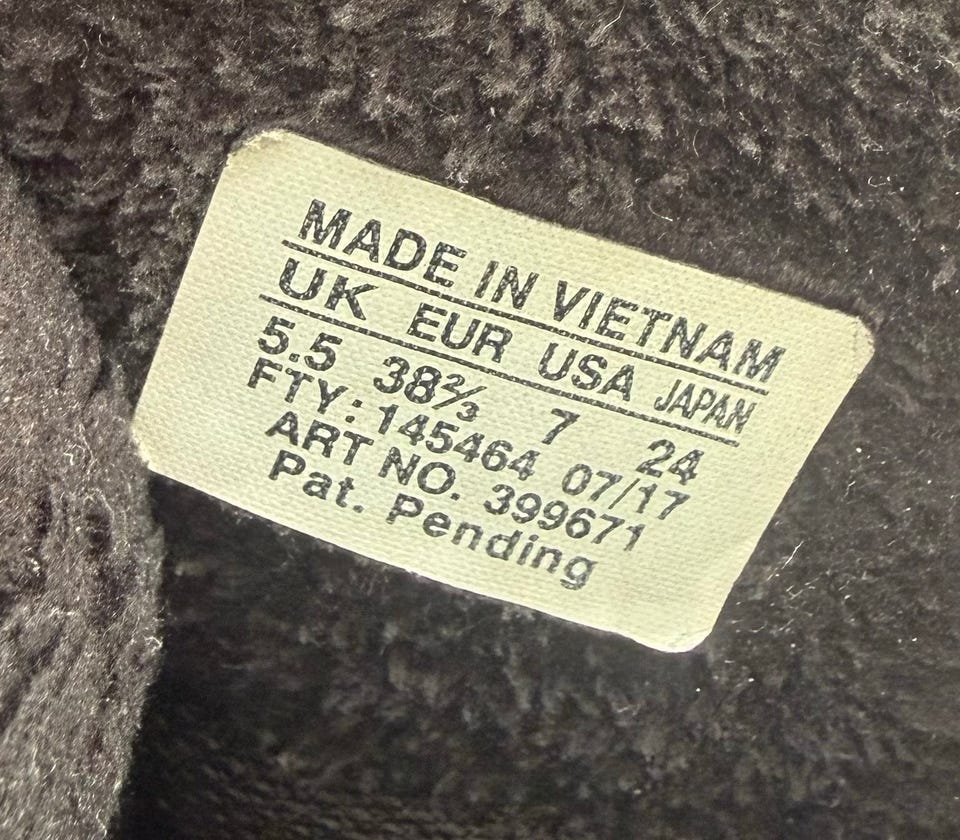 MADE IN VIETNAM
UK EUR USA JAPAN
5.5 38⅔ 7 24
FTY: 145464 07/17
ART NO. 399671
Pat. Pending